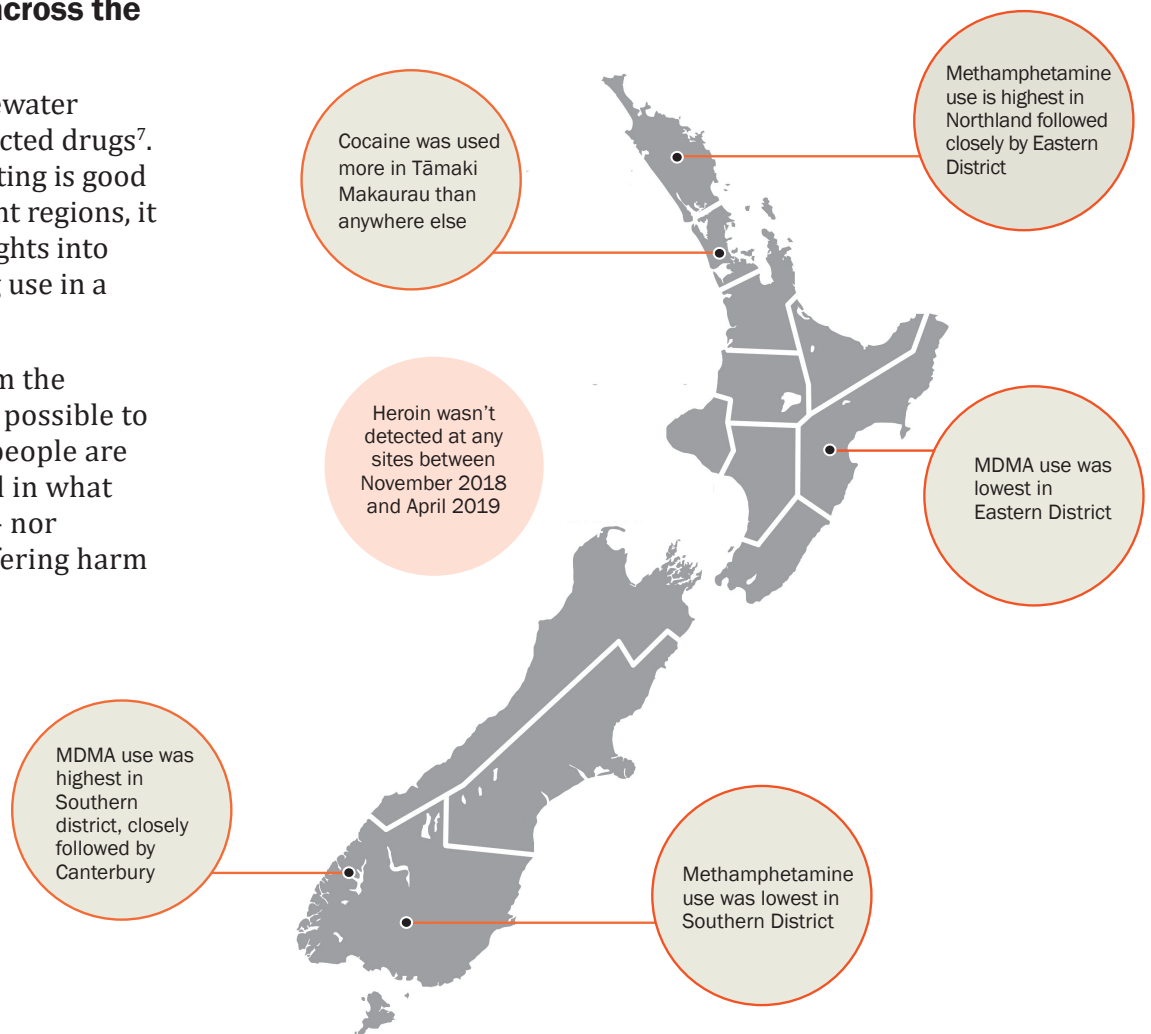 across the
ewater
cted drugs7.
ting is good
nt regions, it
ghts into
g use in a
m the
possible to
people are
d in what
- nor
fering harm
Cocaine was used
more in Tāmaki
Makaurau than
anywhere else
Methamphetamine
use is highest in
Northland followed
closely by Eastern
District
Heroin wasn't
detected at any
sites between
November 2018
and April 2019
MDMA use was
lowest in
Eastern District
MDMA use was
highest in
Southern
district, closely
followed by
Canterbury
Methamphetamine
use was lowest in
Southern District